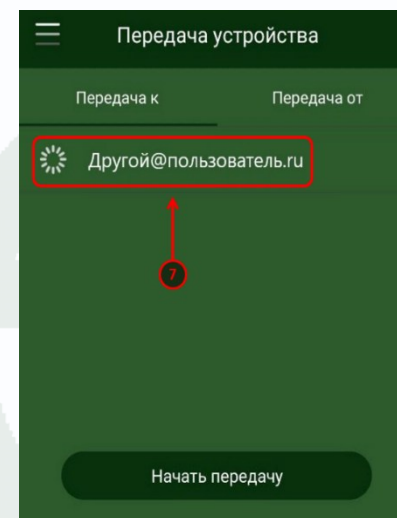 Передача устройства
Передача к
Передача от
Другой@пользователь.ru
7
Начать передачу